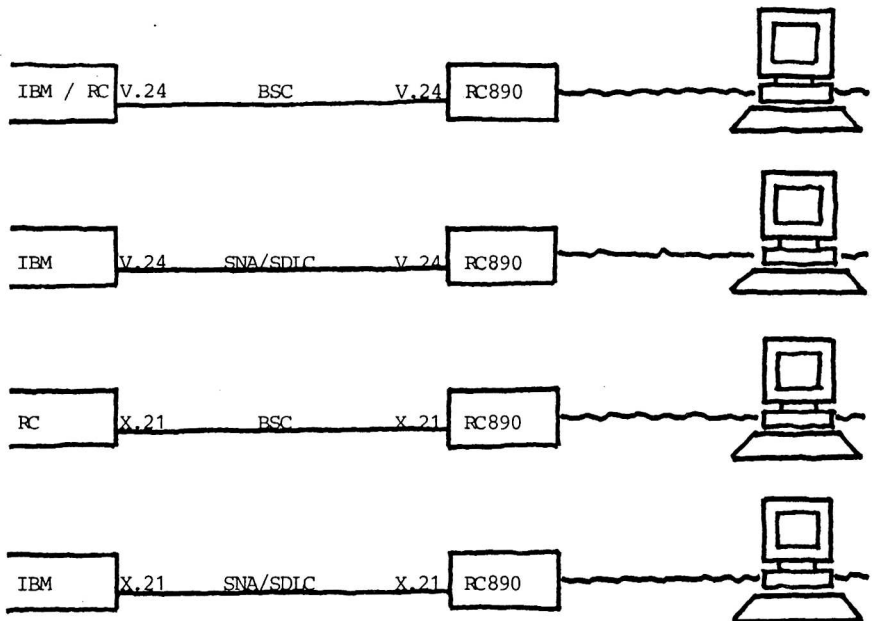 IBM / RC V.24 BSC V.24 RC890
IBM V.24 SNA/SDLC V.24 RC890
RC X.21 BSC X.21 RC890
IBM X.21 SNA/SDLC X.21 RC890